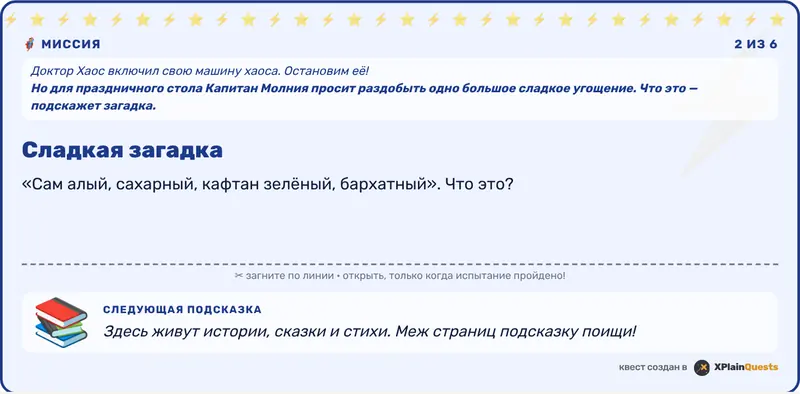 МИССИЯ
2 ИЗ 6
Доктор Хаос включил свою машину хаоса. Остановим её!
Но для праздничного стола Капитан Молния просит раздобыть одно большое сладкое угощение. Что это —
подскажет загадка.
Сладкая загадка
«Сам алый, сахарный, кафтан зелёный, бархатный». Что это?
✂ загните по линии • открыть, только когда испытание пройдено!
СЛЕДУЮЩАЯ ПОДСКАЗКА
Здесь живут истории, сказки и стихи. Меж страниц подсказку поищи!
квест создан в XPlainQuests